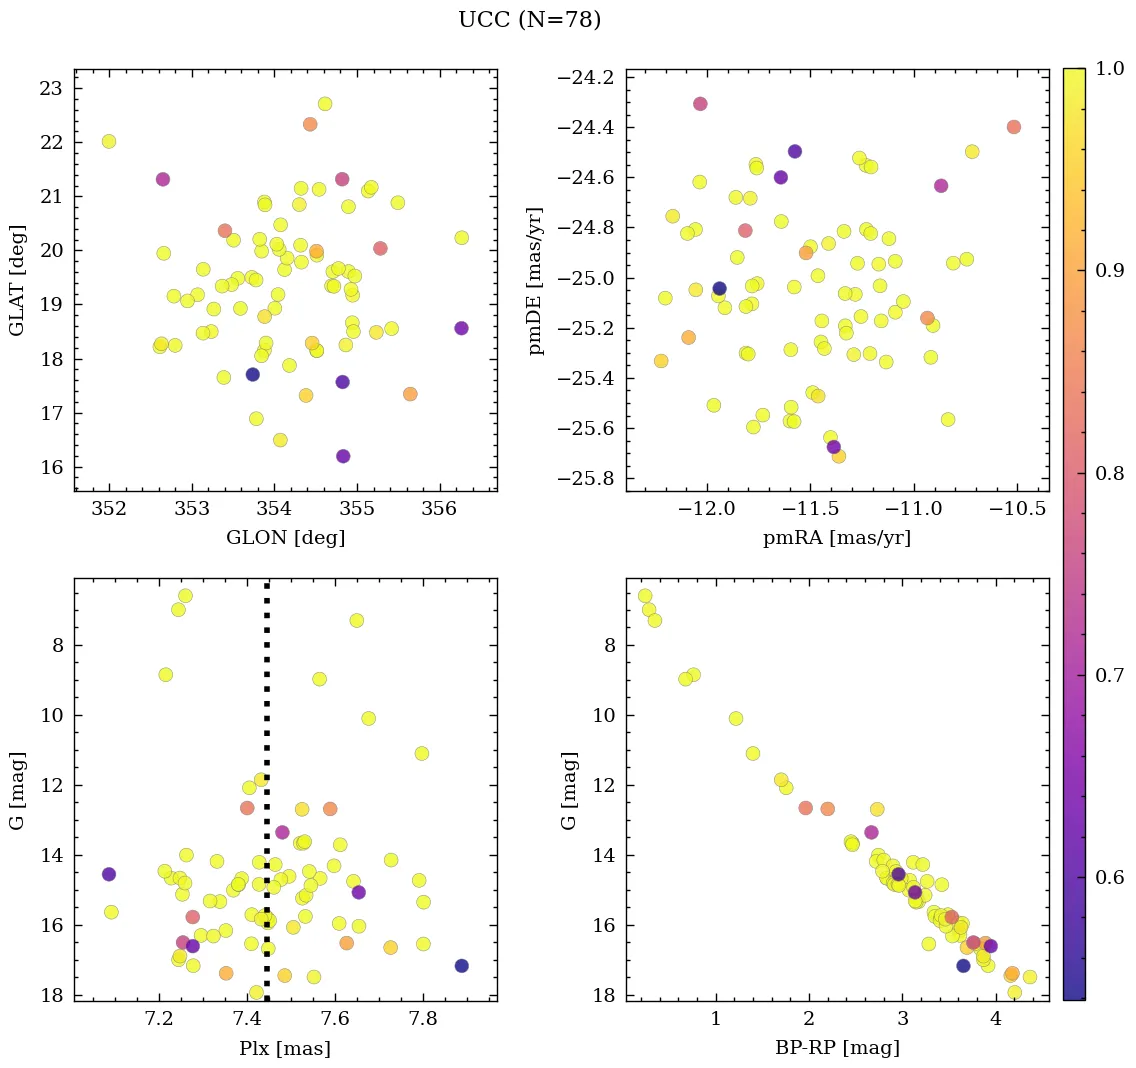 UCC (N=78)
23
22
21
20
19
18
17
16
GLAT [deg]
352 353 354 355 356
GLON [deg]
−24.2
−24.4
−24.6
−24.8
−25.0
−25.2
−25.4
−25.6
−25.8
pmDE [mas/yr]
−12.0 −11.5 −11.0 −10.5
pmRA [mas/yr]
1.0
0.9
0.8
0.7
0.6
8
10
12
14
16
18
G [mag]
7.2 7.4 7.6 7.8
Plx [mas]
8
10
12
14
16
18
G [mag]
1 2 3 4
BP-RP [mag]